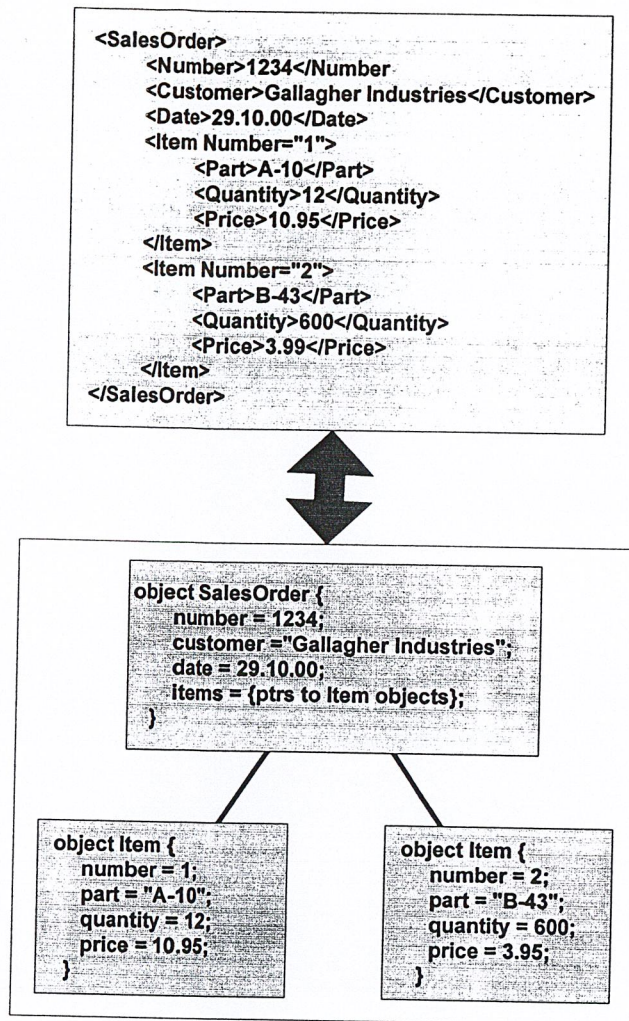 <SalesOrder>
<Number>1234</Number
<Customer>Gallagher Industries</Customer>
<Date>29.10.00</Date>
<Item Number="1">
<Part>A-10</Part>
<Quantity>12</Quantity>
<Price>10.95</Price>
</Item>
<Item Number="2">
<Part>B-43</Part>
<Quantity>600</Quantity>
<Price>3.99</Price>
</Item>
</SalesOrder>
object SalesOrder {
number = 1234;
customer ="Gallagher Industries";
date = 29.10.00;
items = {ptrs to Item objects};
}
object Item {
number = 1;
part = "A-10";
quantity = 12;
price = 10.95;
}
object Item {
number = 2;
part = "B-43";
quantity = 600;
price = 3.95;
}